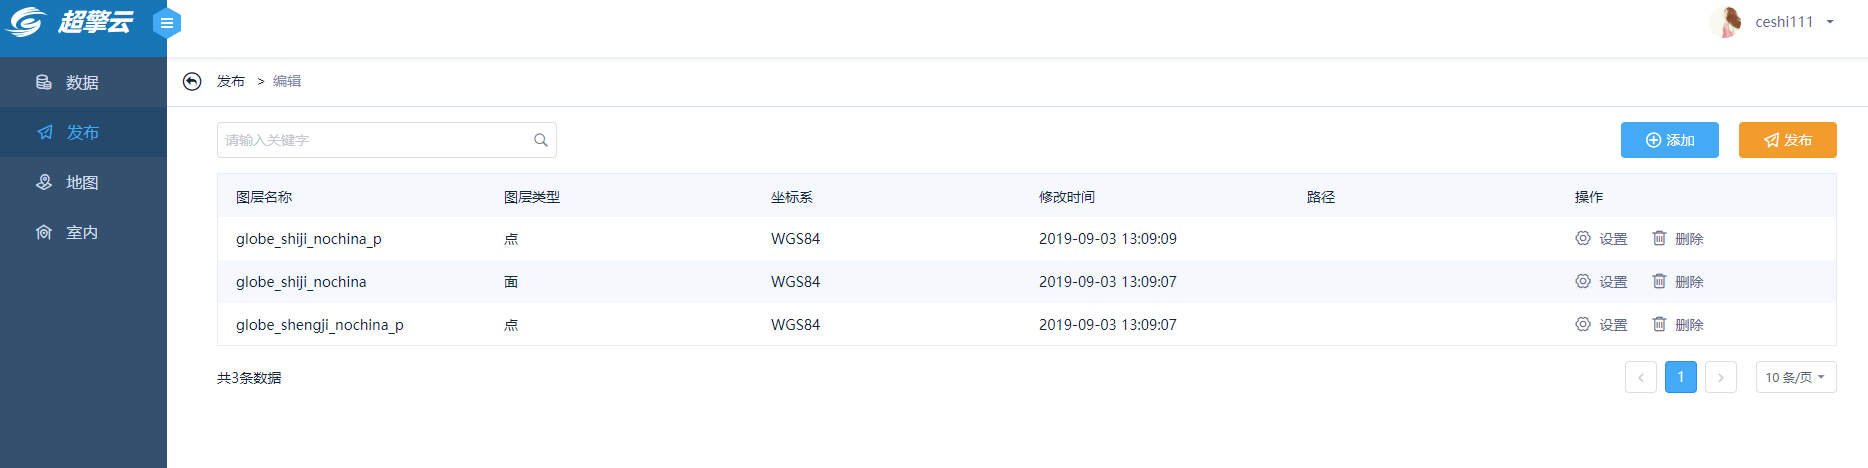 超擎云
ceshi111
数据
发布
地图
室内
发布 > 编辑
请输入关键字
添加
发布
图层名称 图层类型 坐标系 修改时间 路径 操作
globe_shiji_nochina_p 点 WGS84 2019-09-03 13:09:09 设置 删除
globe_shiji_nochina 面 WGS84 2019-09-03 13:09:07 设置 删除
globe_shengji_nochina_p 点 WGS84 2019-09-03 13:09:07 设置 删除
共3条数据
< 1 > 10 条/页